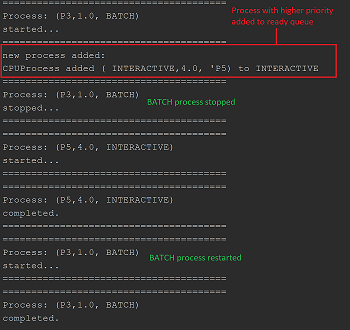 ========================================
Process: (P3,1.0, BATCH)
started...
========================================
Process with higher priority
added to ready queue
new process added:
CPUProcess added ( INTERACTIVE,4.0, 'P5) to INTERACTIVE
========================================
Process: (P3,1.0, BATCH)
stopped...
BATCH process stopped
========================================
========================================
Process: (P5,4.0, INTERACTIVE)
started...
========================================
========================================
Process: (P5,4.0, INTERACTIVE)
completed.
========================================
========================================
Process: (P3,1.0, BATCH)
started...
BATCH process restarted
========================================
========================================
Process: (P3,1.0, BATCH)
completed.
========================================